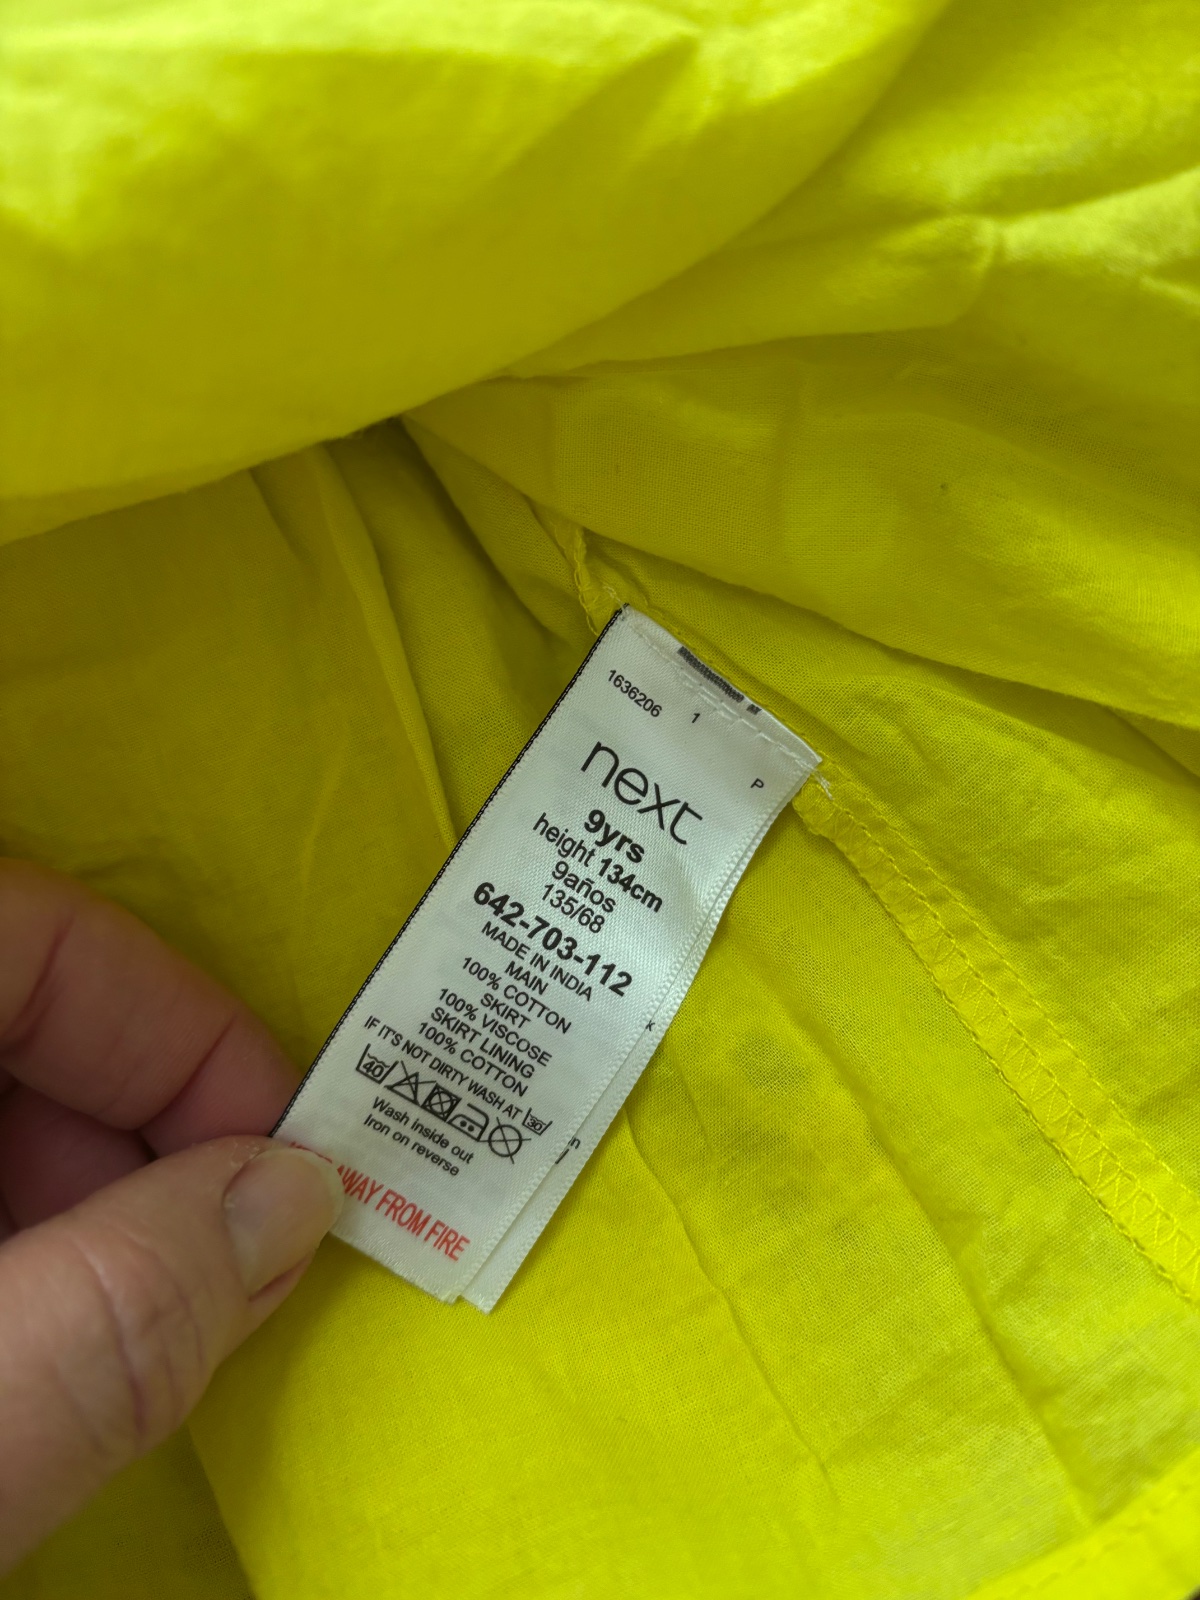 1636206 1 P
next
9yrs
height 134cm
9años
135/68
642-703-112
MADE IN INDIA
MAIN
100% COTTON
SKIRT
100% VISCOSE
SKIRT LINING
100% COTTON
IF IT'S NOT DIRTY WASH AT 30
40
Wash inside out
Iron on reverse
AWAY FROM FIRE